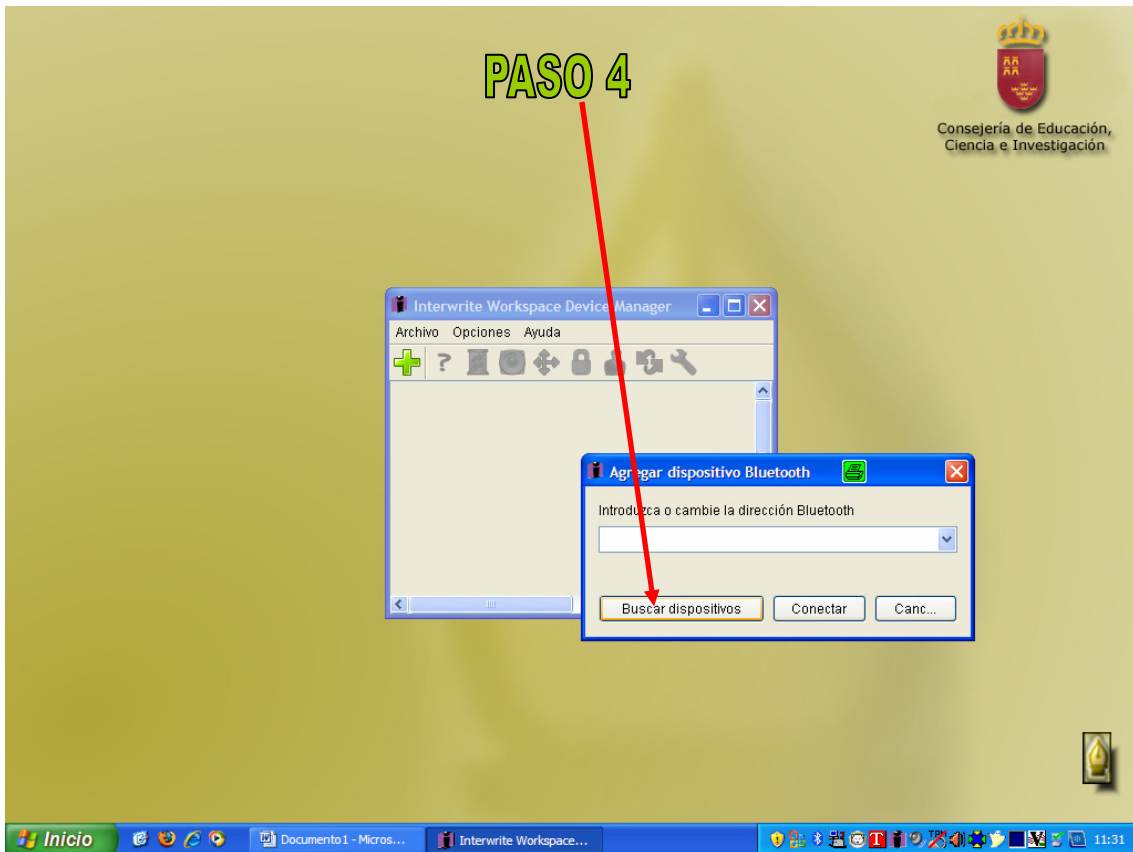 PASO 4
Consejería de Educación,
Ciencia e Investigación
Interwrite Workspace Device Manager
Archivo Opciones Ayuda
Agregar dispositivo Bluetooth
Introduzca o cambie la dirección Bluetooth
Buscar dispositivos Conectar Canc...
Inicio Documento1 - Micros... Interwrite Workspace... 11:31